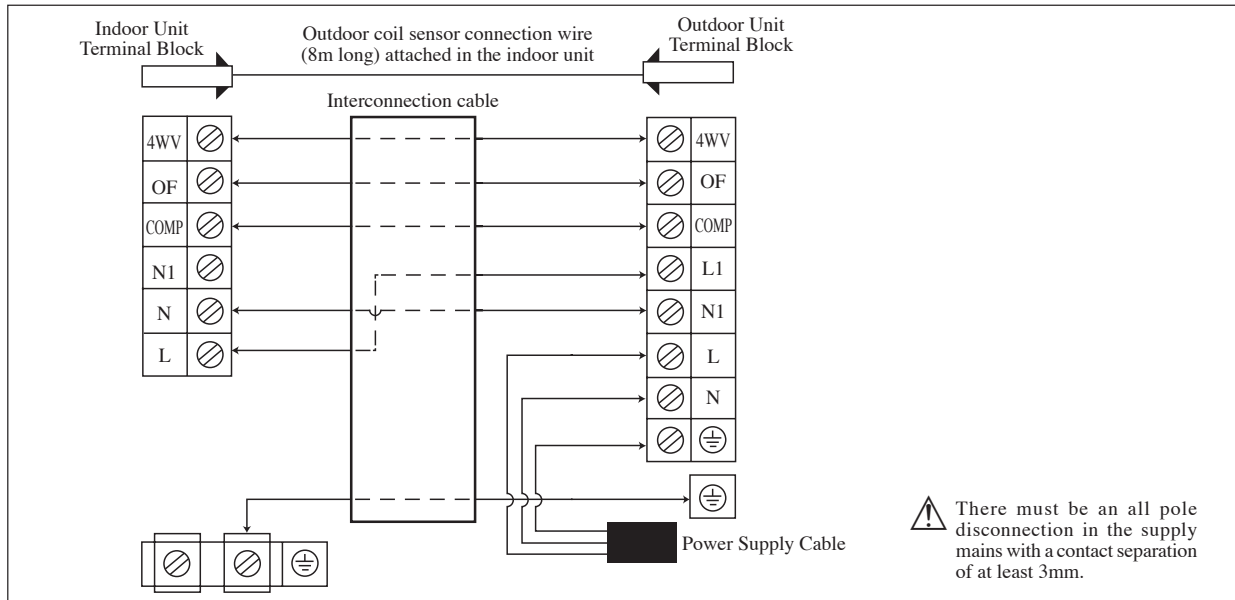 Indoor Unit
Terminal Block
Outdoor coil sensor connection wire
(8m long) attached in the indoor unit
Outdoor Unit
Terminal Block
Interconnection cable
4WV
OF
COMP
N1
N
L
4WV
OF
COMP
L1
N1
L
N
Power Supply Cable
There must be an all pole
disconnection in the supply
mains with a contact separation
of at least 3mm.